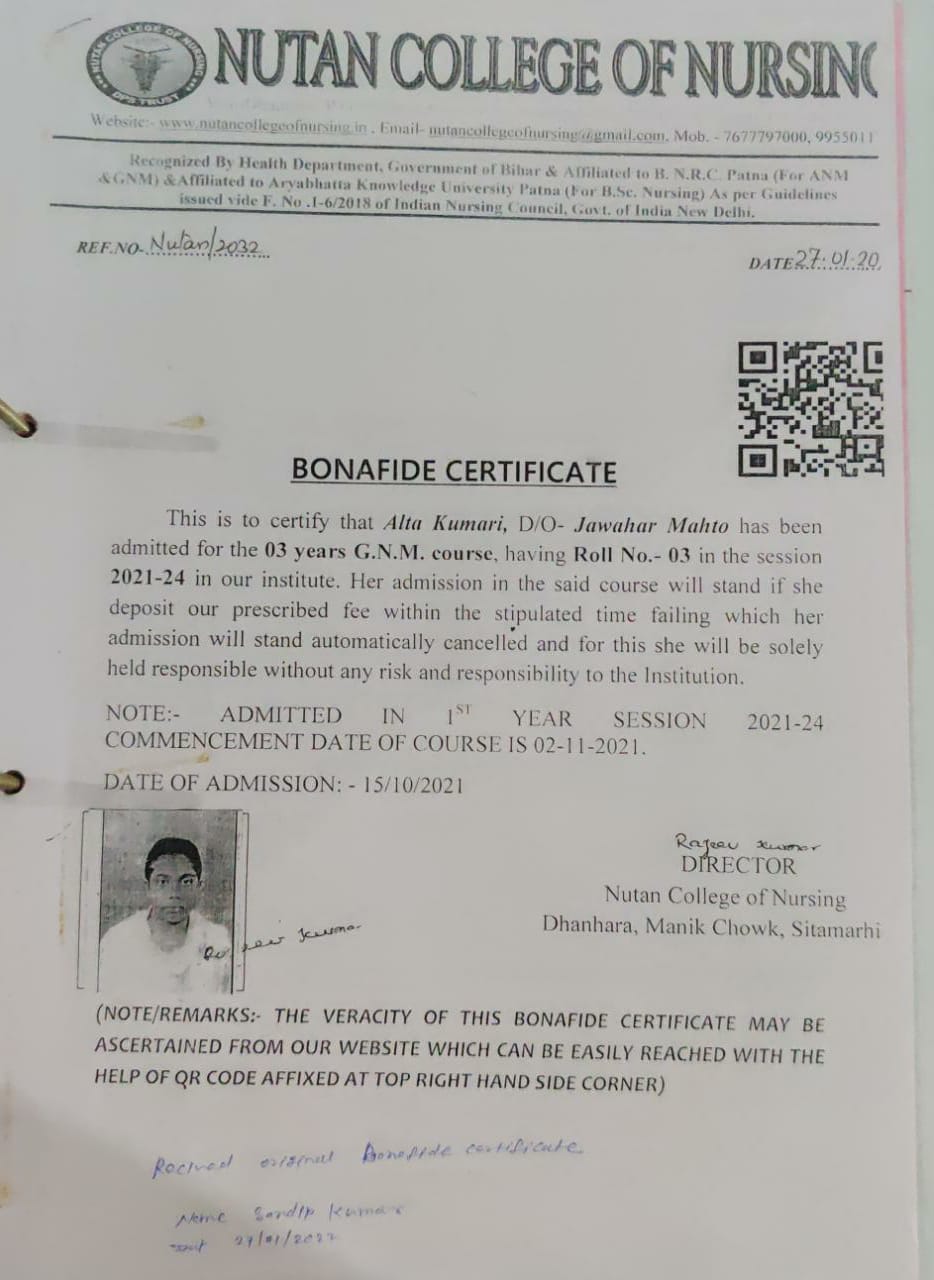 NUTAN COLLEGE OF NURSING
NUTAN COLLEGE OF NURSIN
DPS TRUST
Website:- www.nutancollegeofnursing.in , Email- nutancollegeofnursing@gmail.com, Mob. - 7677797000, 9955011
Recognized By Health Department, Government of Bihar & Affiliated to B. N.R.C. Patna (For ANM
&GNM) &Affiliated to Aryabhatta Knowledge University Patna (For B.Sc. Nursing) As per Guidelines
issued vide F. No .1-6/2018 of Indian Nursing Council, Govt. of India New Delhi.
REF.NO- Nutan/2032
DATE 27.01.20
BONAFIDE CERTIFICATE
This is to certify that Alta Kumari, D/O- Jawahar Mahto has been
admitted for the 03 years G.N.M. course, having Roll No.- 03 in the session
2021-24 in our institute. Her admission in the said course will stand if she
deposit our prescribed fee within the stipulated time failing which her
admission will stand automatically cancelled and for this she will be solely
held responsible without any risk and responsibility to the Institution.
NOTE:- ADMITTED IN 1ST YEAR SESSION 2021-24
COMMENCEMENT DATE OF COURSE IS 02-11-2021.
DATE OF ADMISSION: - 15/10/2021
Rajeev Kumar
DIRECTOR
Nutan College of Nursing
Dhanhara, Manik Chowk, Sitamarhi
Kumar
(NOTE/REMARKS:- THE VERACITY OF THIS BONAFIDE CERTIFICATE MAY BE
ASCERTAINED FROM OUR WEBSITE WHICH CAN BE EASILY REACHED WITH THE
HELP OF QR CODE AFFIXED AT TOP RIGHT HAND SIDE CORNER)
Recived original Bonafide certificate
Name Sandip Kumar
27/01/2022